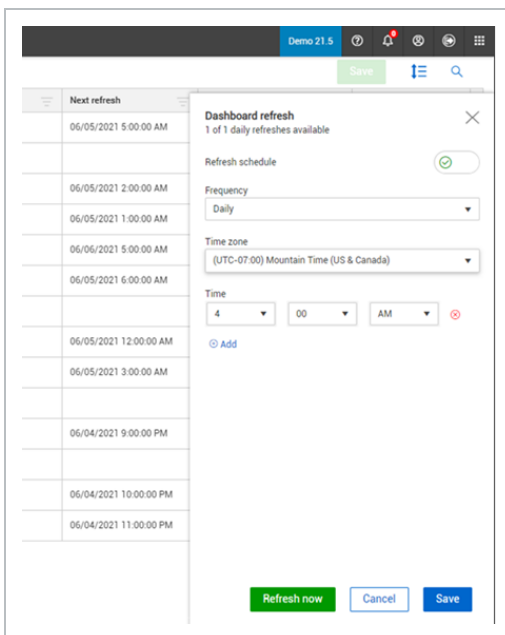 Demo 21.5
Save
Next refresh
06/05/2021 5:00:00 AM
06/05/2021 2:00:00 AM
06/05/2021 1:00:00 AM
06/06/2021 5:00:00 AM
06/05/2021 6:00:00 AM
06/05/2021 12:00:00 AM
06/05/2021 3:00:00 AM
06/04/2021 9:00:00 PM
06/04/2021 10:00:00 PM
06/04/2021 11:00:00 PM
Dashboard refresh
1 of 1 daily refreshes available
Refresh schedule
Frequency
Daily
Time zone
(UTC-07:00) Mountain Time (US & Canada)
Time
4 00 AM
Add
Refresh now Cancel Save